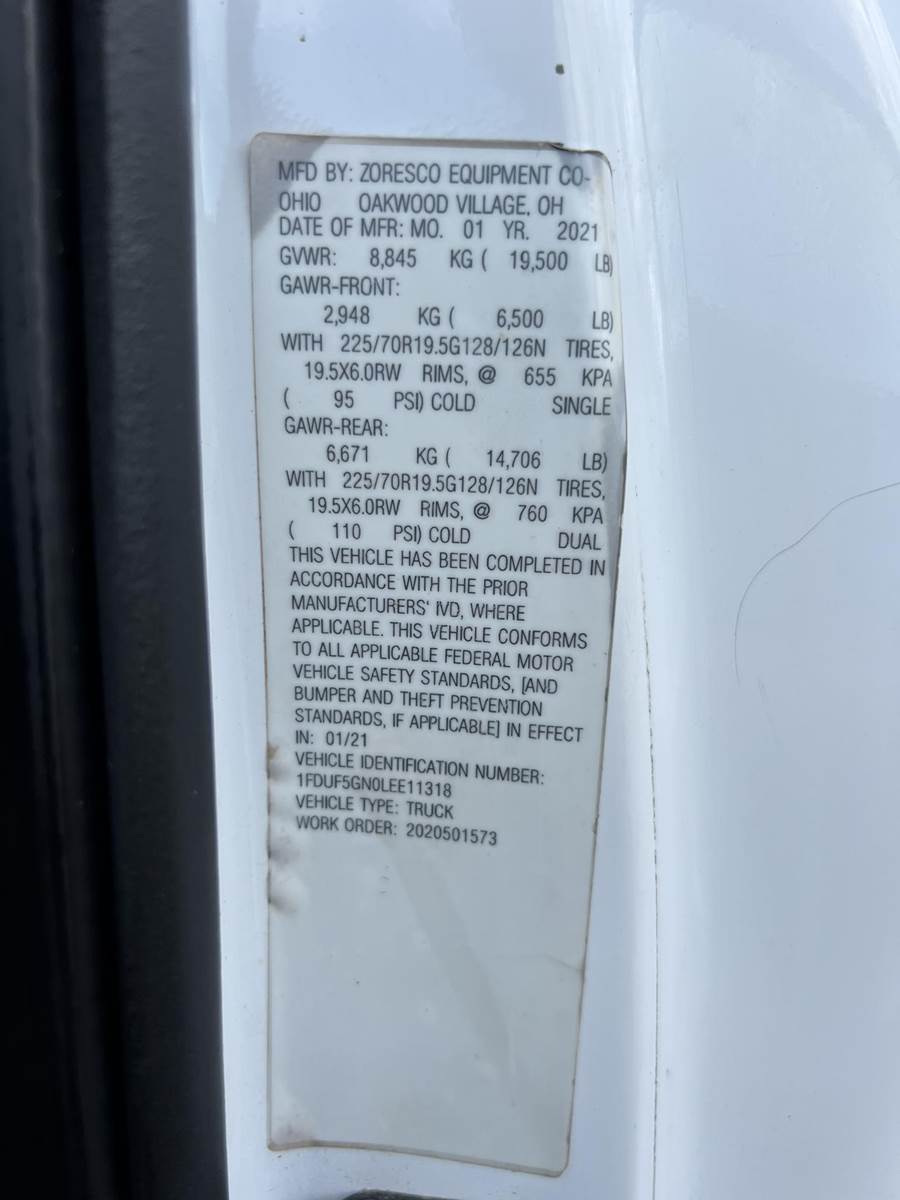 MFD BY: ZORESCO EQUIPMENT CO-
OHIO OAKWOOD VILLAGE, OH
DATE OF MFR: MO. 01 YR. 2021
GVWR: 8,845 KG ( 19,500 LB)
GAWR-FRONT:
2,948 KG ( 6,500 LB)
WITH 225/70R19.5G128/126N TIRES,
19.5X6.0RW RIMS, @ 655 KPA
( 95 PSI) COLD SINGLE
GAWR-REAR:
6,671 KG ( 14,706 LB)
WITH 225/70R19.5G128/126N TIRES,
19.5X6.0RW RIMS, @ 760 KPA
( 110 PSI) COLD DUAL
THIS VEHICLE HAS BEEN COMPLETED IN
ACCORDANCE WITH THE PRIOR
MANUFACTURERS' IVD, WHERE
APPLICABLE. THIS VEHICLE CONFORMS
TO ALL APPLICABLE FEDERAL MOTOR
VEHICLE SAFETY STANDARDS, [AND
BUMPER AND THEFT PREVENTION
STANDARDS, IF APPLICABLE] IN EFFECT
IN: 01/21
VEHICLE IDENTIFICATION NUMBER:
1FDUF5GN0LEE11318
VEHICLE TYPE: TRUCK
WORK ORDER: 2020501573